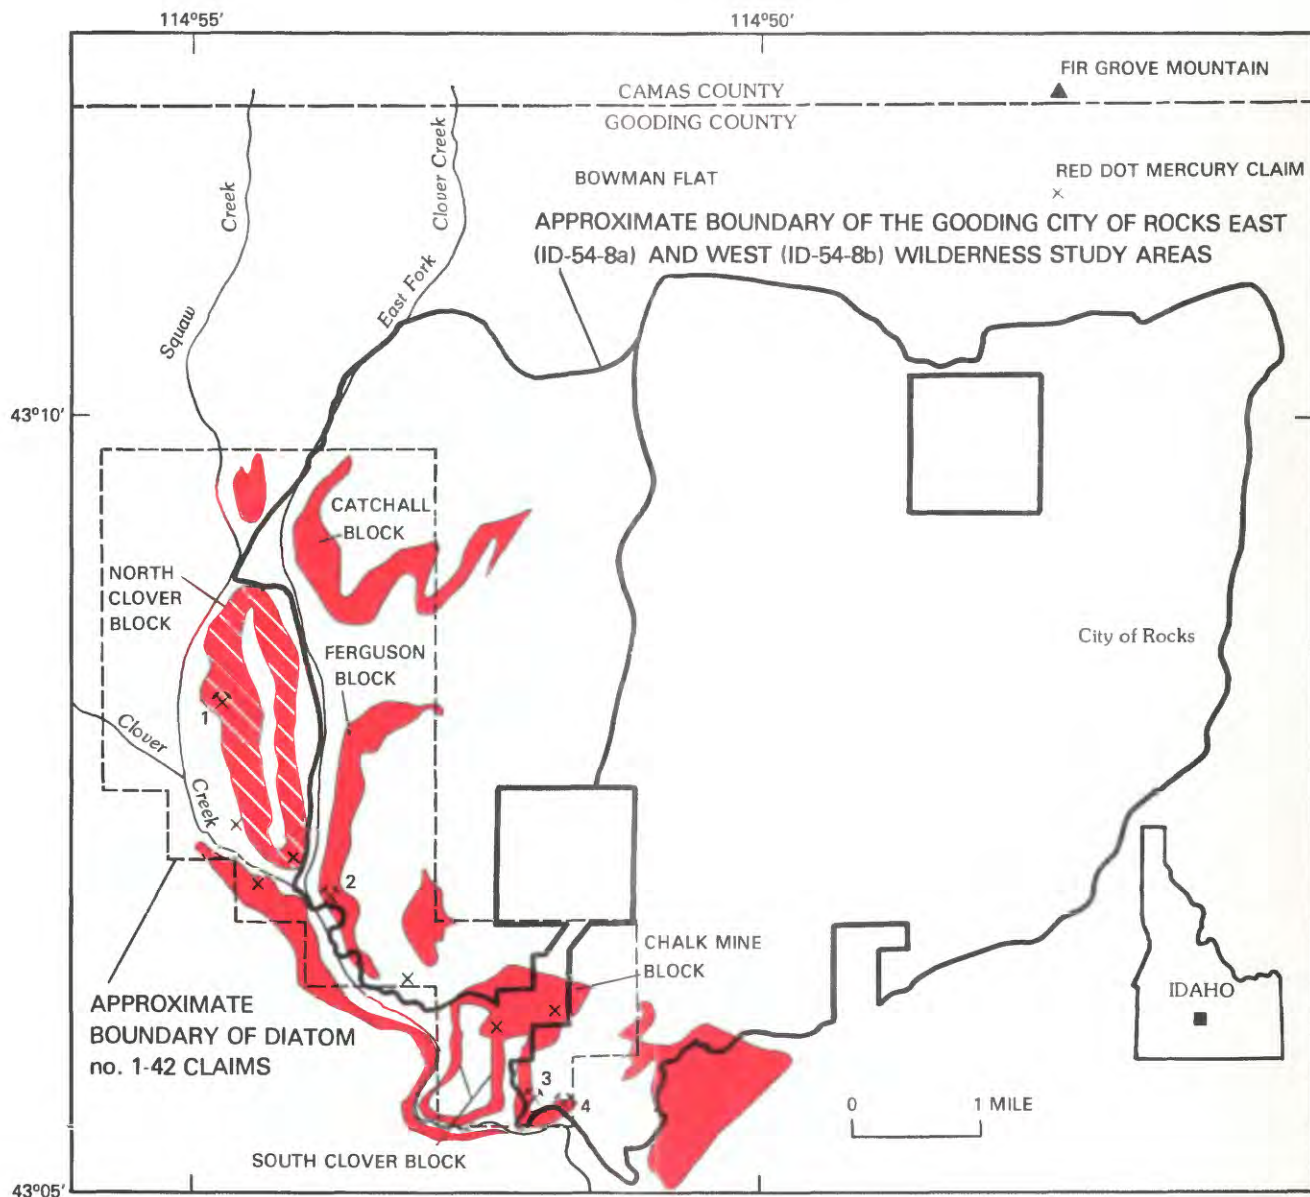 114°55'
114°50'
FIR GROVE MOUNTAIN
CAMAS COUNTY
GOODING COUNTY
Creek
Clover Creek
BOWMAN FLAT
RED DOT MERCURY CLAIM
APPROXIMATE BOUNDARY OF THE GOODING CITY OF ROCKS EAST
(ID-54-8a) AND WEST (ID-54-8b) WILDERNESS STUDY AREAS
East Fork
Squaw
43°10'
CATCHALL
BLOCK
NORTH
CLOVER
BLOCK
City of Rocks
FERGUSON
BLOCK
1
Clover
Creek
2
CHALK MINE
BLOCK
APPROXIMATE
BOUNDARY OF DIATOM
no. 1-42 CLAIMS
IDAHO
3
4
0 1 MILE
SOUTH CLOVER BLOCK
43°05'